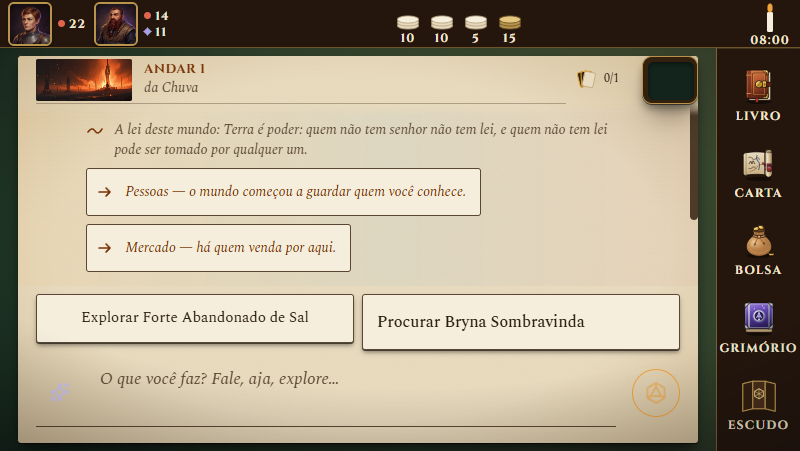 22
14
11
10
10
5
15
08:00
ANDAR I
da Chuva
0/1
A lei deste mundo: Terra é poder: quem não tem senhor não tem lei, e quem não tem lei
pode ser tomado por qualquer um.
Pessoas — o mundo começou a guardar quem você conhece.
Mercado — há quem venda por aqui.
Explorar Forte Abandonado de Sal
Procurar Bryna Sombravinda
O que você faz? Fale, aja, explore...
LIVRO
CARTA
BOLSA
GRIMÓRIO
ESCUDO